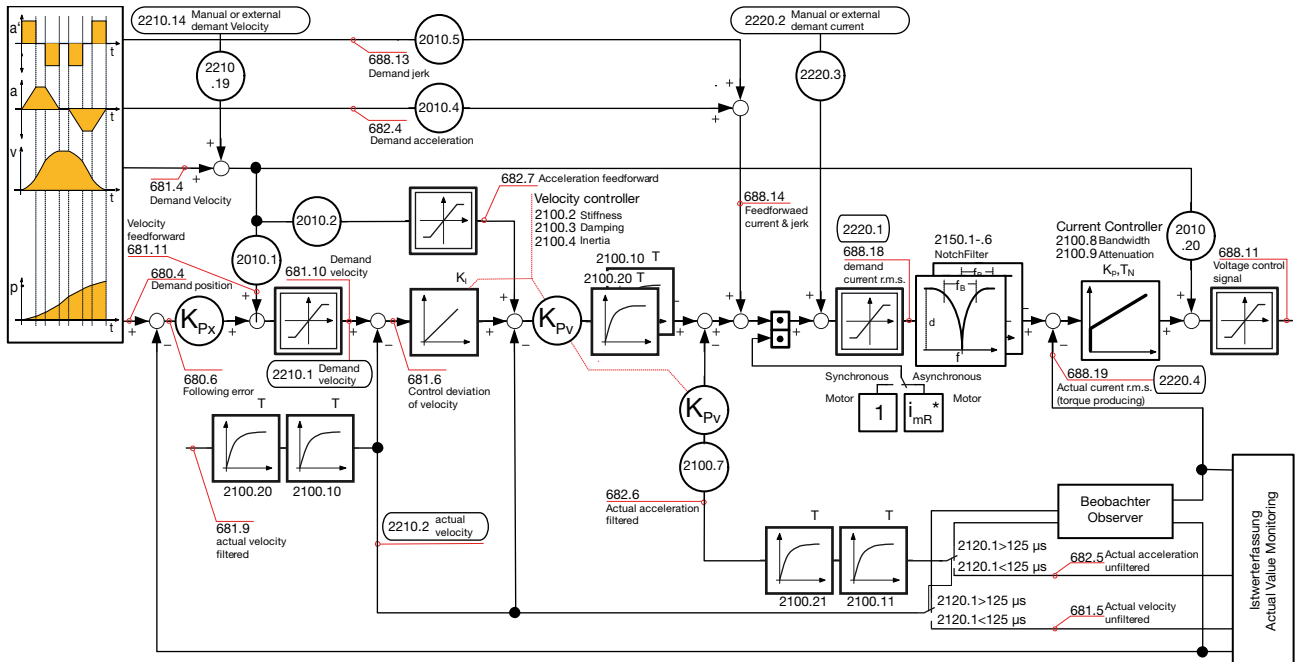 a'
t
a
t
v
t
p
t
2210.14 Manual or external
demant Velocity
2210
.19
688.13
Demand jerk
2010.5
682.4
Demand acceleration
2010.4
2220.2 Manual or external
demant current
2220.3
681.4
Demand Velocity
Velocity
feedforward
681.11
680.4
Demand position
2010.1
2010.2
682.7 Acceleration feedforward
Velocity controller
2100.2 Stiffness
2100.3 Damping
2100.4 Inertia
688.14
Feedforwaed
current & jerk
2220.1
688.18
demand
current r.m.s.
2150.1-.6
NotchFilter
f_B
f_B
d
f
Current Controller
2100.8 Bandwidth
2100.9 Attenuation
K_P, T_N
2010
.20
688.11
Voltage control
signal
K_Px
681.10 Demand
velocity
K_I
K_Pv
2100.10 T
2100.20 T
680.6
Following error
2210.1 Demand
velocity
681.6
Control deviation
of velocity
K_Pv
2100.7
Synchronous
Motor
1
Asynchronous
Motor
i_mR*
688.19
Actual current r.m.s.
(torque producing)
2220.4
T
T
2100.20
2100.10
681.9
actual velocity
filtered
2210.2 actual
velocity
682.6
Actual acceleration
filtered
T
T
2100.21
2100.11
Beobachter
Observer
2120.1>125 µs
2120.1<125 µs
682.5 Actual acceleration
unfiltered
2120.1>125 µs
2120.1<125 µs
681.5 Actual velocity
unfiltered
Istwerterfassung
Actual Value Monitoring